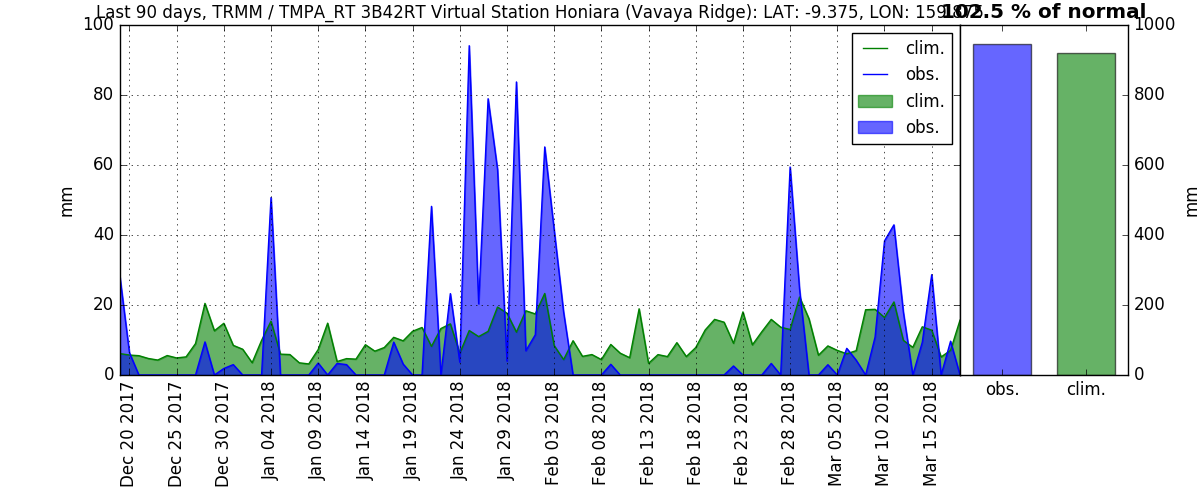 Last 90 days, TRMM / TMPA_RT 3B42RT Virtual Station Honiara (Vavaya Ridge): LAT: -9.375, LON:
102.5 % of normal
100
80
60
40
20
0
mm
clim.
obs.
clim.
obs.
1000
800
600
400
200
0
mm
Dec 20 2017
Dec 25 2017
Dec 30 2017
Jan 04 2018
Jan 09 2018
Jan 14 2018
Jan 19 2018
Jan 24 2018
Jan 29 2018
Feb 03 2018
Feb 08 2018
Feb 13 2018
Feb 18 2018
Feb 23 2018
Feb 28 2018
Mar 05 2018
Mar 10 2018
Mar 15 2018
obs.
clim.